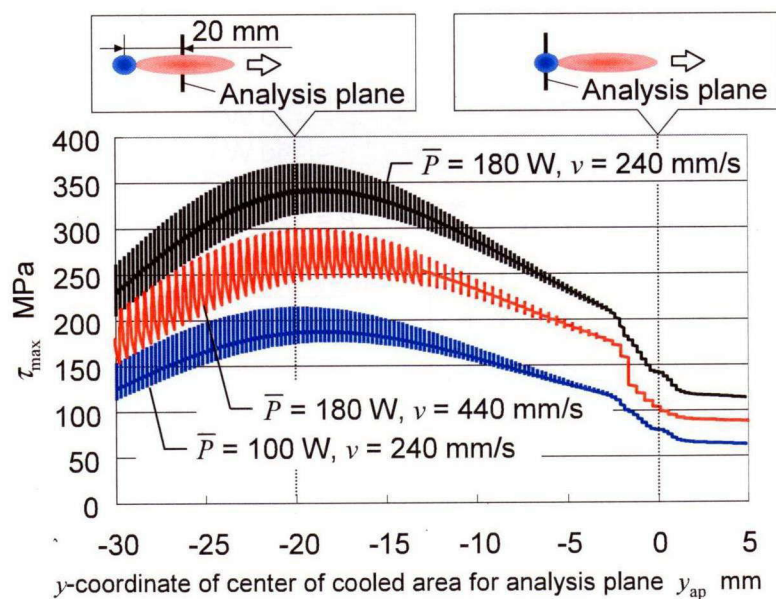 20 mm
Analysis plane
Analysis plane
400
350
300
250
200
150
100
50
0
τmax MPa
P̅ = 180 W, v = 240 mm/s
P̅ = 180 W, v = 440 mm/s
P̅ = 100 W, v = 240 mm/s
-30 -25 -20 -15 -10 -5 0 5
y-coordinate of center of cooled area for analysis plane yap mm